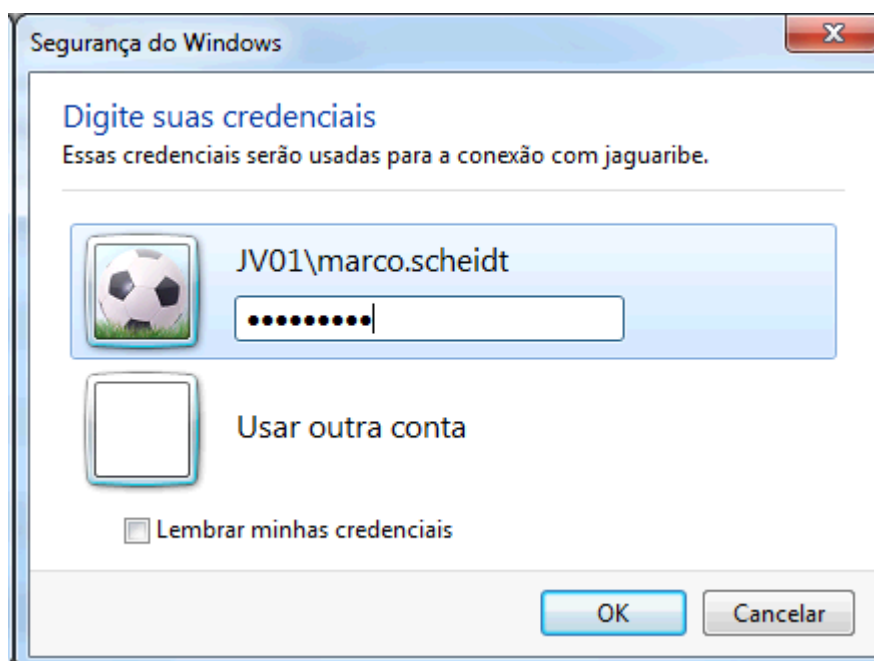 Segurança do Windows
Digite suas credenciais
Essas credenciais serão usadas para a conexão com jaguaribe.
JV01\marco.scheidt
●●●●●●●●●
Usar outra conta
Lembrar minhas credenciais
OK
Cancelar